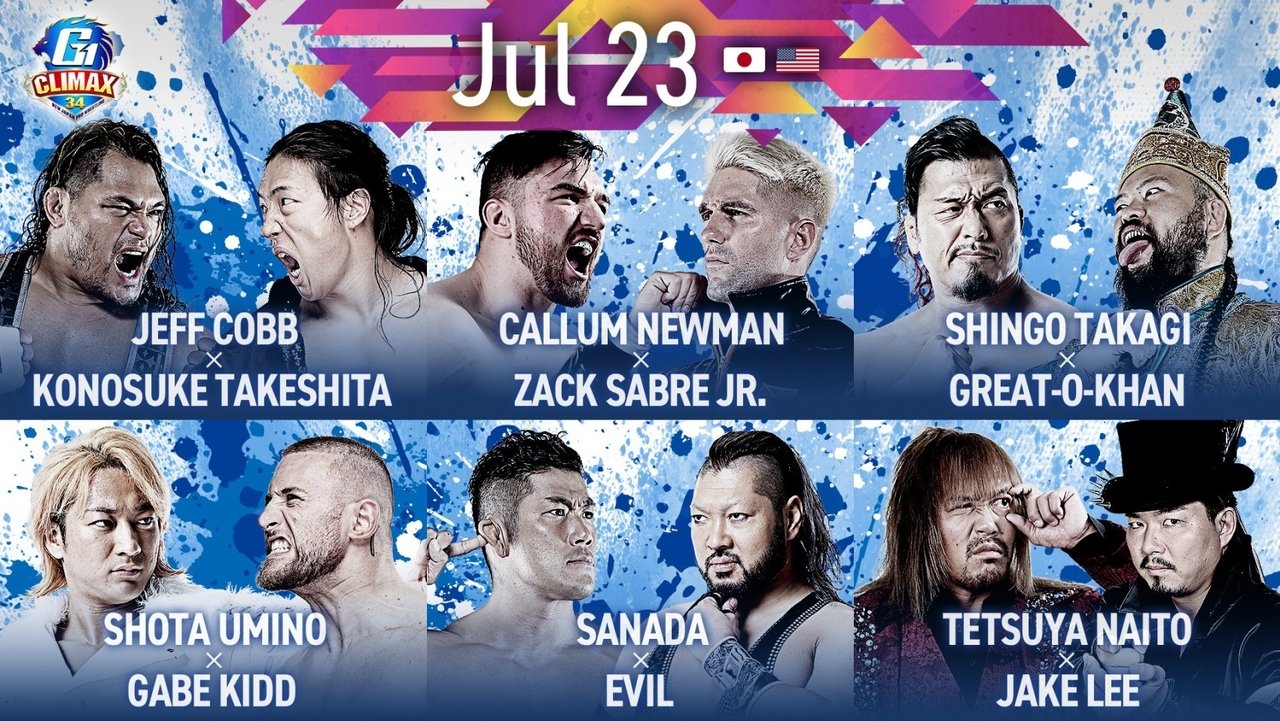 G1
CLIMAX
34
Jul 23
JEFF COBB
×
KONOSUKE TAKESHITA
CALLUM NEWMAN
×
ZACK SABRE JR.
SHINGO TAKAGI
×
GREAT-O-KHAN
SHOTA UMINO
×
GABE KIDD
SANADA
×
EVIL
TETSUYA NAITO
×
JAKE LEE